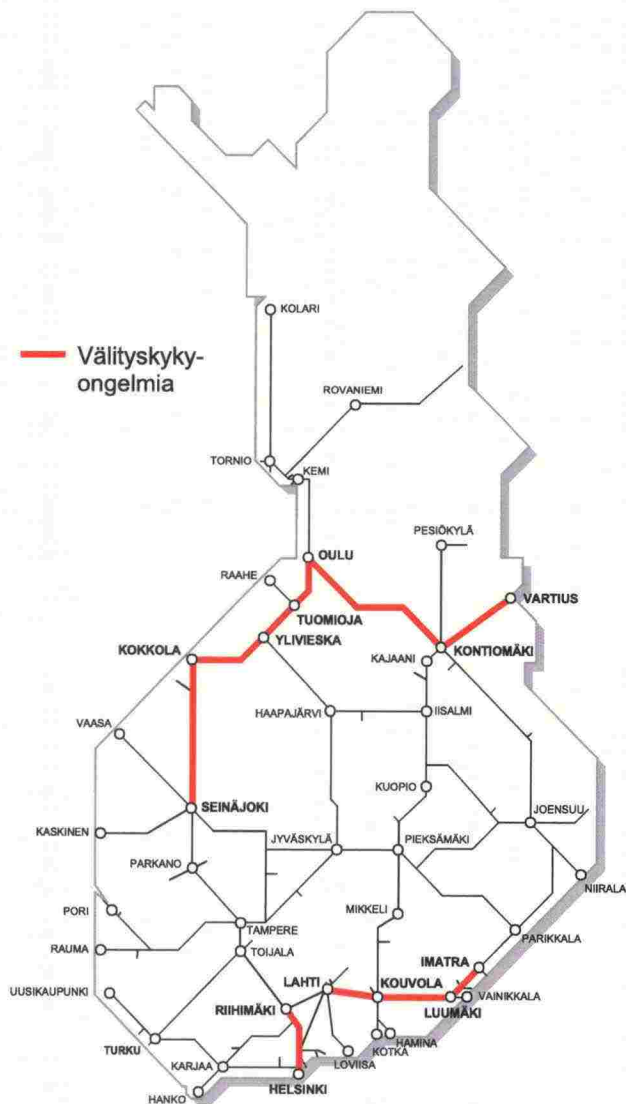 KOLARI
Välityskyky-
ongelmia
ROVANIEMI
TORNIO
KEMI
PESIÖKYLÄ
OULU
RAAHE
VARTIUS
TUOMIOJA
YLIVIESKA
KOKKOLA
KONTIOMÄKI
KAJAANI
HAAPAJÄRVI
IISALMI
VAASA
KUOPIO
SEINÄJOKI
JOENSUU
KASKINEN
JYVÄSKYLÄ
PIEKSÄMÄKI
PARKANO
NIIRALA
PORI
MIKKELI
TAMPERE
PARIKKALA
RAUMA
TOIJALA
IMATRA
LAHTI
KOUVOLA
UUSIKAUPUNKI
VAINIKKALA
RIIHIMÄKI
LUUMÄKI
HAMINA
TURKU
KOTKA
KARJAA
LOVIISA
HELSINKI
HANKO